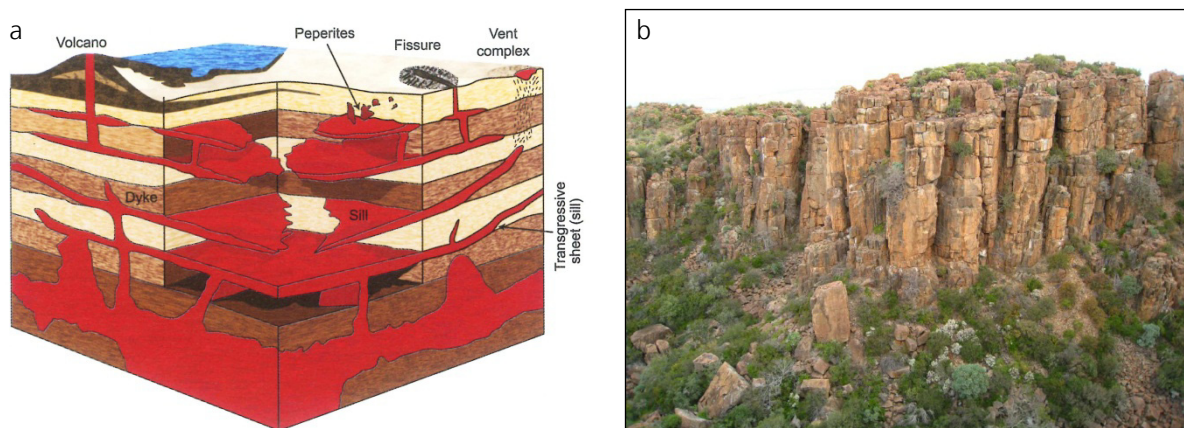 a
Volcano
Peperites
Fissure
Vent
complex
Dyke
Sill
Transgressive
sheet (sill)
b